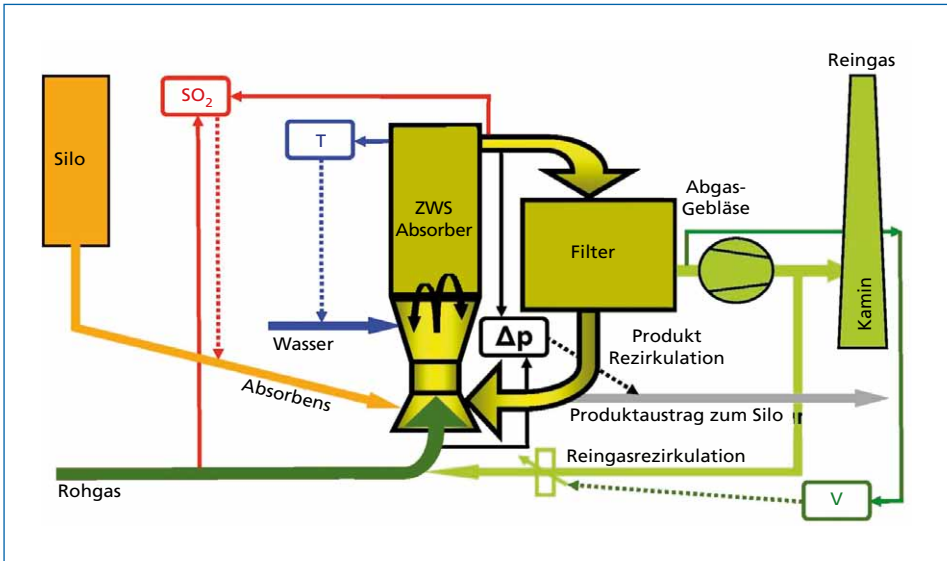 Reingas
SO2
Silo
T
Abgas-
Gebläse
ZWS
Absorber
Filter
Kamin
Wasser
Δp
Produkt
Rezirkulation
Absorbens
Produktaustrag zum Silo
Reingasrezirkulation
Rohgas
V